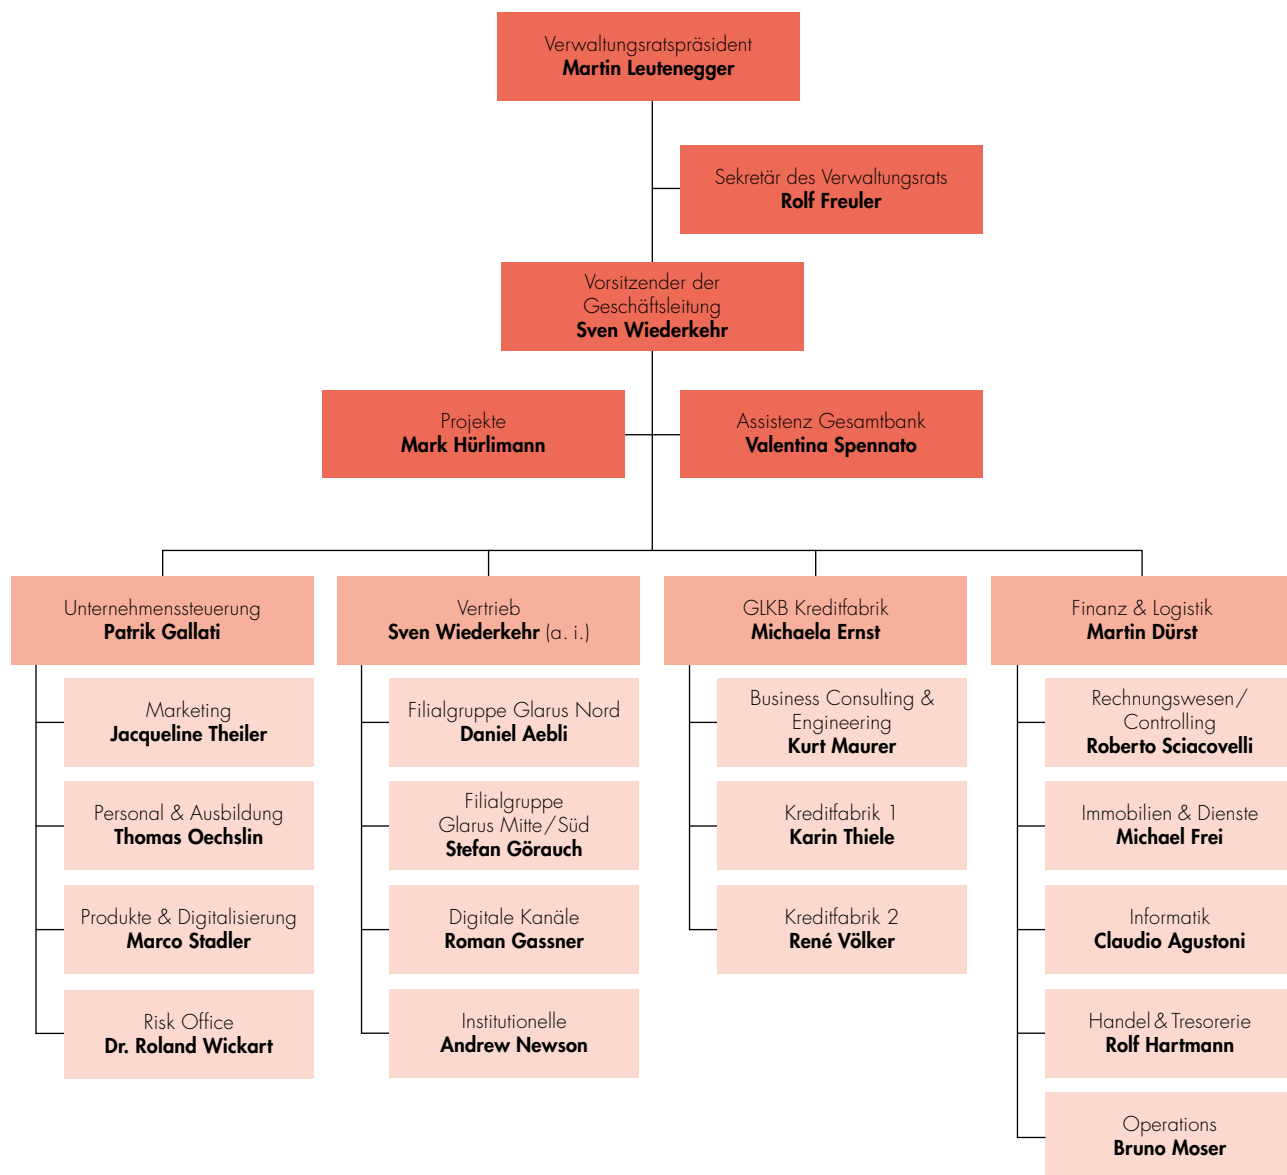 Verwaltungsratspräsident
Martin Leutenegger
Sekretär des Verwaltungsrats
Rolf Freuler
Vorsitzender der
Geschäftsleitung
Sven Wiederkehr
Projekte
Mark Hürlimann
Assistenz Gesamtbank
Valentina Spennato
Unternehmenssteuerung
Patrik Gallati
Marketing
Jacqueline Theiler
Personal & Ausbildung
Thomas Oechslin
Produkte & Digitalisierung
Marco Stadler
Risk Office
Dr. Roland Wickart
Vertrieb
Sven Wiederkehr (a. i.)
Filialgruppe Glarus Nord
Daniel Aebli
Filialgruppe
Glarus Mitte/Süd
Stefan Görauch
Digitale Kanäle
Roman Gassner
Institutionelle
Andrew Newson
GLKB Kreditfabrik
Michaela Ernst
Business Consulting &
Engineering
Kurt Maurer
Kreditfabrik 1
Karin Thiele
Kreditfabrik 2
René Völker
Finanz & Logistik
Martin Dürst
Rechnungswesen/
Controlling
Roberto Sciacovelli
Immobilien & Dienste
Michael Frei
Informatik
Claudio Agustoni
Handel & Tresorerie
Rolf Hartmann
Operations
Bruno Moser